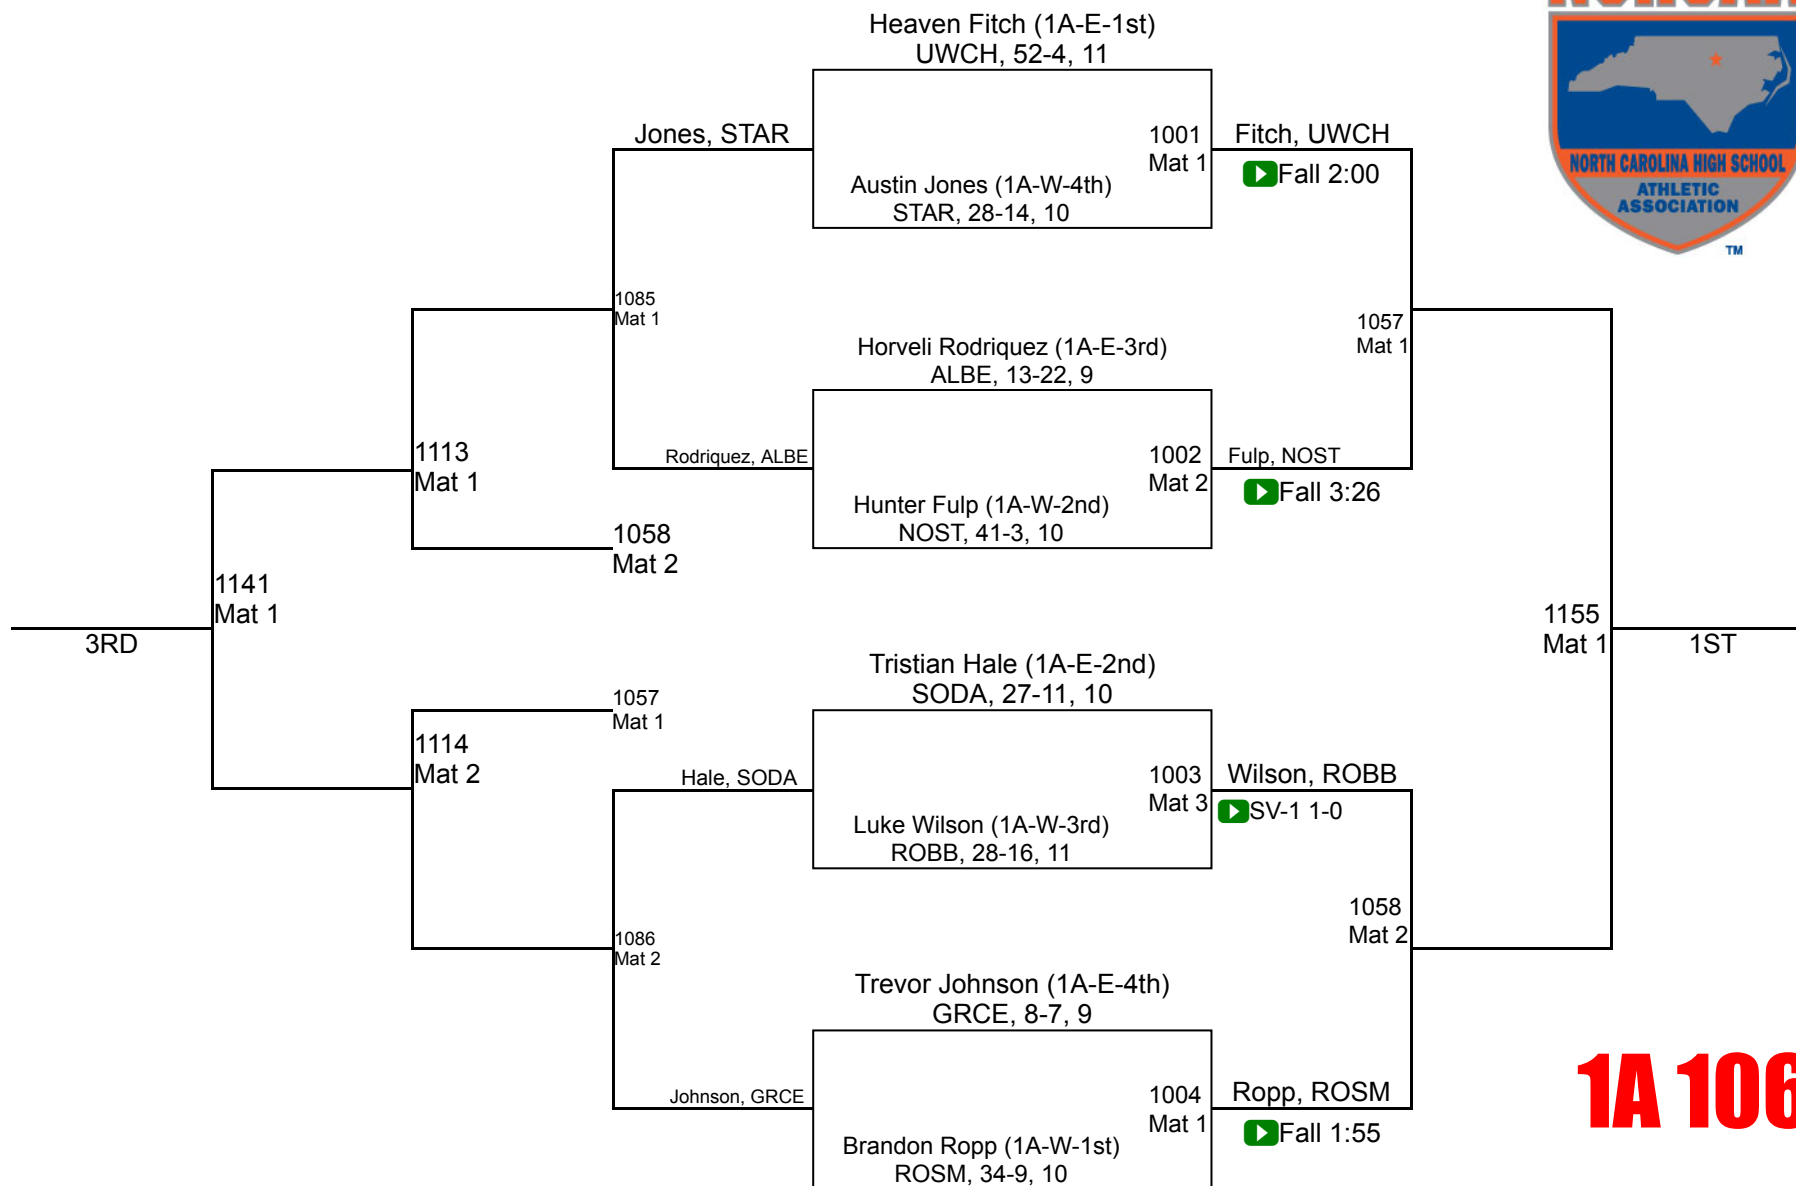 Heaven Fitch (1A-E-1st)
UWCH, 52-4, 11
Jones, STAR
1001
Mat 1
Fitch, UWCH
Fall 2:00
Austin Jones (1A-W-4th)
STAR, 28-14, 10
NORTH CAROLINA HIGH SCHOOL
ATHLETIC
ASSOCIATION
TM
1085
Mat 1
1057
Mat 1
Horveli Rodriquez (1A-E-3rd)
ALBE, 13-22, 9
Rodriquez, ALBE
1002
Mat 2
Fulp, NOST
Fall 3:26
Hunter Fulp (1A-W-2nd)
NOST, 41-3, 10
1113
Mat 1
1058
Mat 2
1141
Mat 1
3RD
1155
Mat 1
1ST
Tristian Hale (1A-E-2nd)
SODA, 27-11, 10
1057
Mat 1
1114
Mat 2
Hale, SODA
1003
Mat 3
Wilson, ROBB
SV-1 1-0
Luke Wilson (1A-W-3rd)
ROBB, 28-16, 11
1086
Mat 2
1058
Mat 2
Trevor Johnson (1A-E-4th)
GRCE, 8-7, 9
Johnson, GRCE
1004
Mat 1
Ropp, ROSM
Fall 1:55
Brandon Ropp (1A-W-1st)
ROSM, 34-9, 10
1A 106